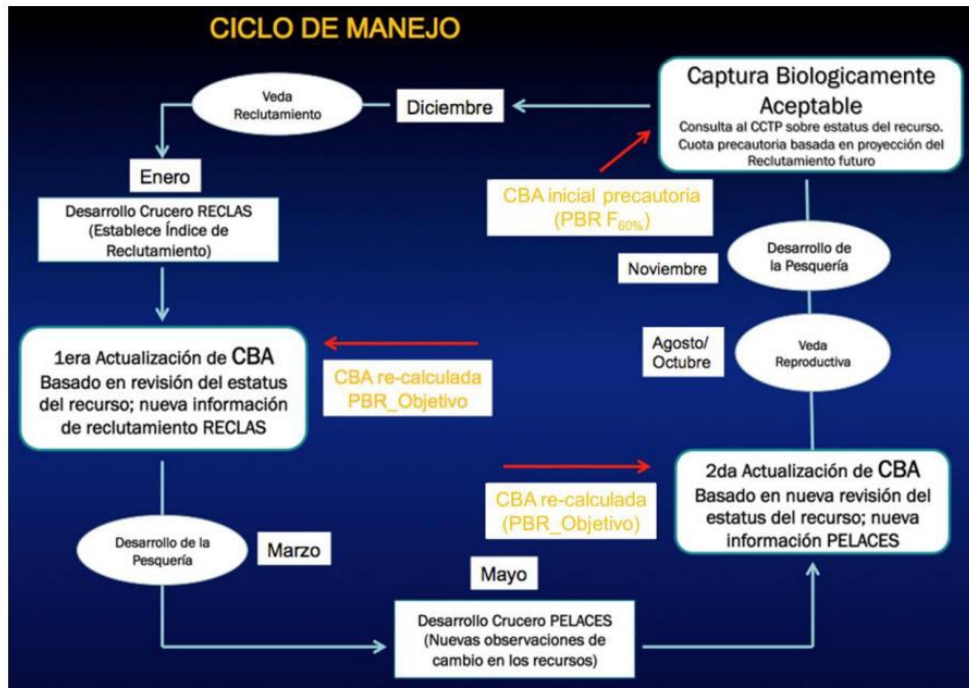 CICLO DE MANEJO
Captura Biologicamente
Aceptable
Consulta al CCTP sobre estatus del recurso.
Cuota precautoria basada en proyección del
Reclutamiento futuro
Diciembre
Veda
Reclutamiento
Enero
Desarrollo Crucero RECLAS
(Establece Índice de
Reclutamiento)
CBA inicial precautoria
(PBR F60%)
Noviembre
Desarrollo de
la Pesquería
Agosto/
Octubre
Veda
Reproductiva
1era Actualización de CBA
Basado en revisión del estatus
del recurso; nueva información
de reclutamiento RECLAS
CBA re-calculada
PBR_Objetivo
CBA re-calculada
(PBR_Objetivo)
2da Actualización de CBA
Basado en nueva revisión del
estatus del recurso; nueva
información PELACES
Desarrollo de la
Pesquería
Marzo
Mayo
Desarrollo Crucero PELACES
(Nuevas observaciones de
cambio en los recursos)